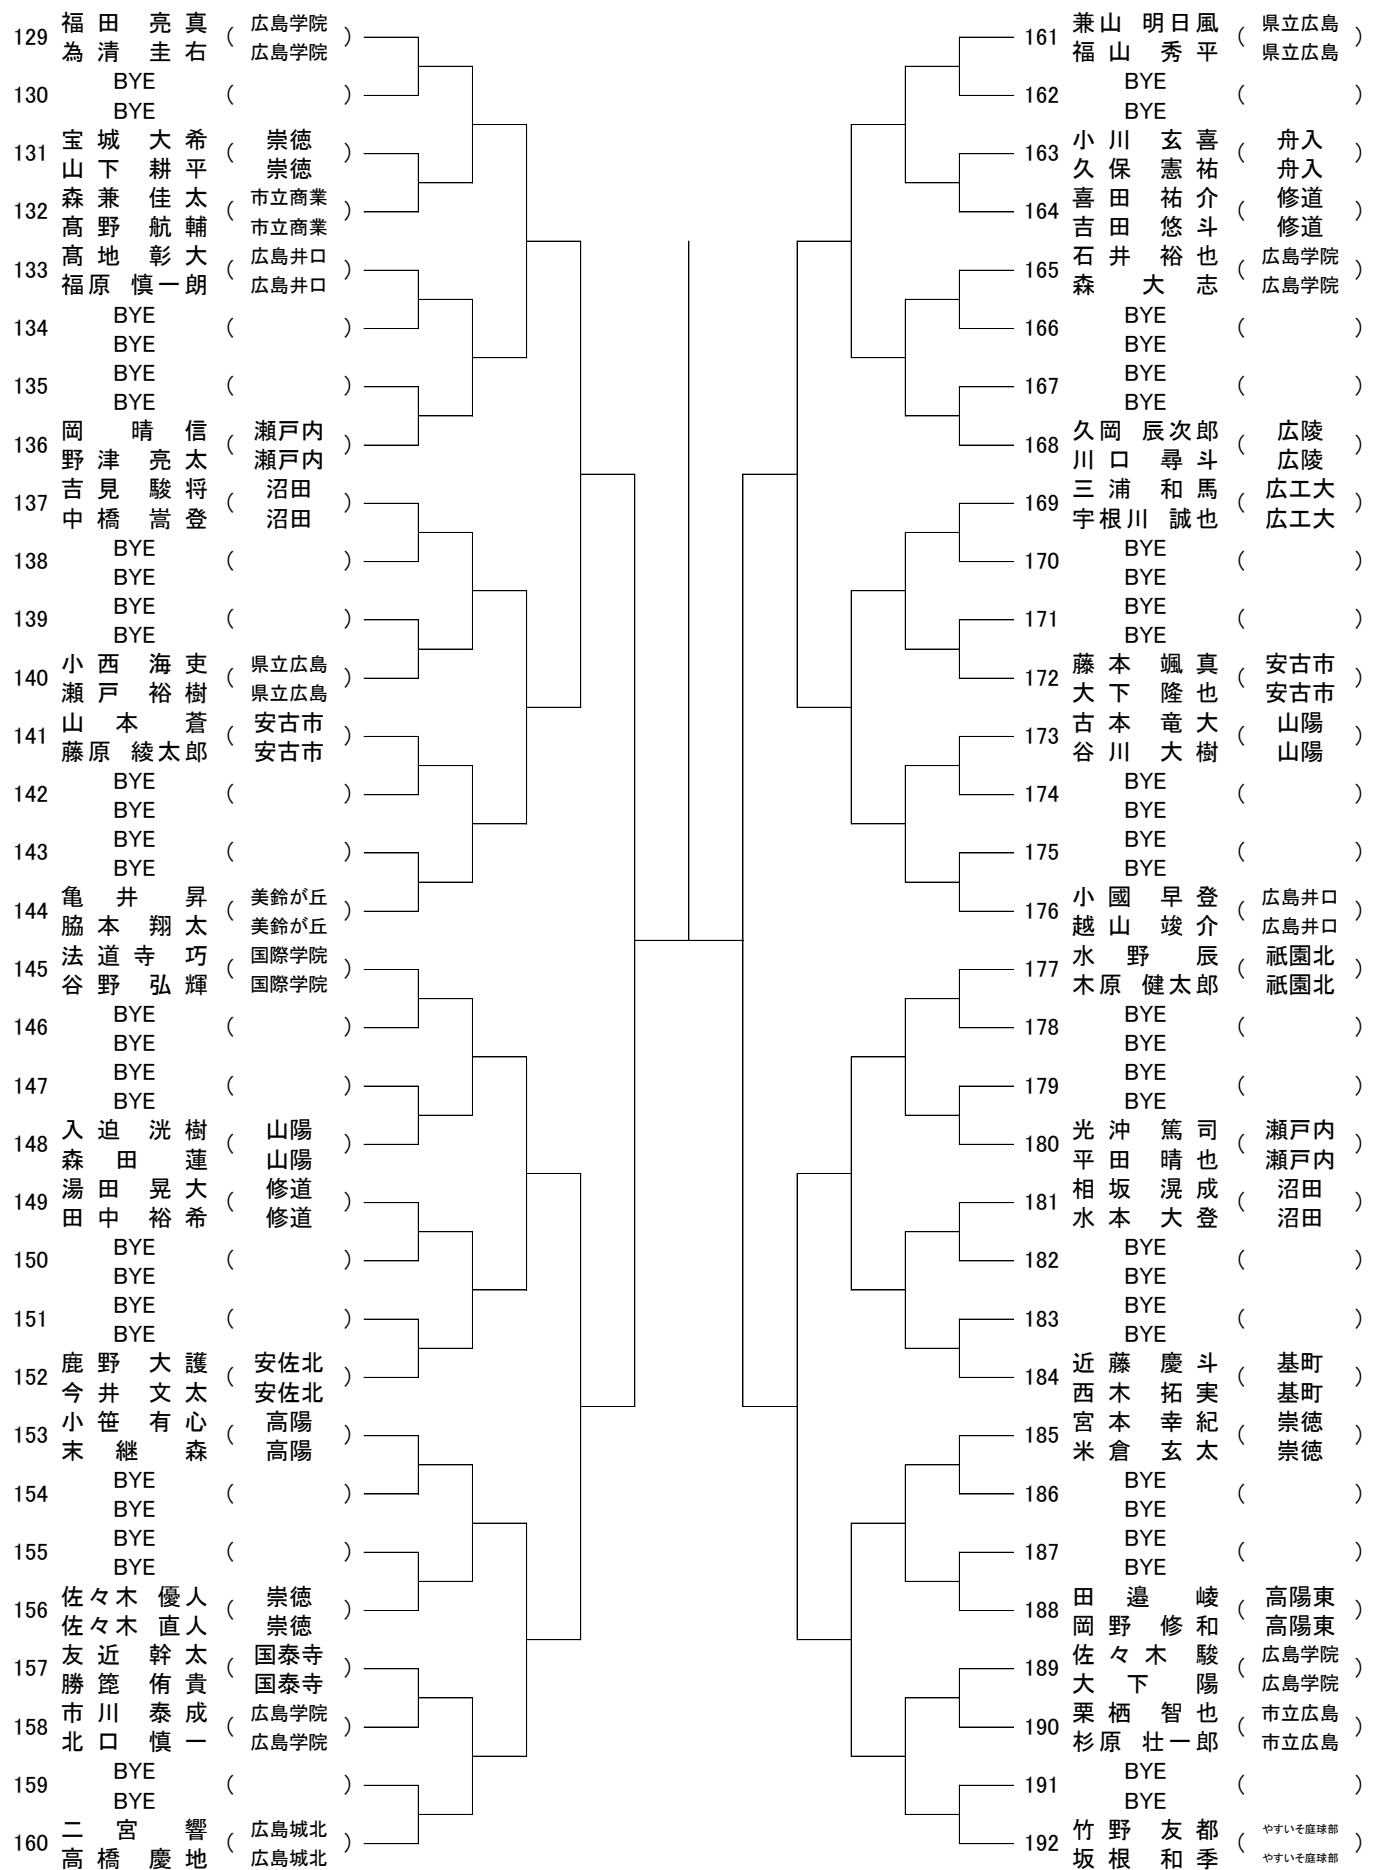 129 福田 亮真 ( 広島学院 )
為清 圭右 広島学院
130 BYE ( )
BYE
131 宝城 大希 ( 崇徳 )
山下 耕平 崇徳
132 森兼 佳太 ( 市立商業 )
髙野 航輔 市立商業
133 髙地 彰大 ( 広島井口 )
福原 慎一朗 広島井口
134 BYE ( )
BYE
135 BYE ( )
BYE
136 岡 晴信 ( 瀬戸内 )
野津 亮太 瀬戸内
137 吉見 駿将 ( 沼田 )
中橋 嵩登 沼田
138 BYE ( )
BYE
139 BYE ( )
BYE
140 小西 海吏 ( 県立広島 )
瀬戸 裕樹 県立広島
141 山本 蒼 ( 安古市 )
藤原 綾太郎 安古市
142 BYE ( )
BYE
143 BYE ( )
BYE
144 亀井 昇 ( 美鈴が丘 )
脇本 翔太 美鈴が丘
145 法道寺 巧 ( 国際学院 )
谷野 弘輝 国際学院
146 BYE ( )
BYE
147 BYE ( )
BYE
148 入迫 洸樹 ( 山陽 )
森田 蓮 山陽
149 湯田 晃大 ( 修道 )
田中 裕希 修道
150 BYE ( )
BYE
151 BYE ( )
BYE
152 鹿野 大護 ( 安佐北 )
今井 文太 安佐北
153 小笹 有心 ( 高陽 )
末継 森 高陽
154 BYE ( )
BYE
155 BYE ( )
BYE
156 佐々木 優人 ( 崇徳 )
佐々木 直人 崇徳
157 友近 幹太 ( 国泰寺 )
勝箆 侑貴 国泰寺
158 市川 泰成 ( 広島学院 )
北口 慎一 広島学院
159 BYE ( )
BYE
160 二宮 響 ( 広島城北 )
高橋 慶地 広島城北
161 兼山 明日風 ( 県立広島 )
福山 秀平 県立広島
162 BYE ( )
BYE
163 小川 玄喜 ( 舟入 )
久保 憲祐 舟入
164 喜田 祐介 ( 修道 )
吉田 悠斗 修道
165 石井 裕也 ( 広島学院 )
森 大志 広島学院
166 BYE ( )
BYE
167 BYE ( )
BYE
168 久岡 辰次郎 ( 広陵 )
川口 尋斗 広陵
169 三浦 和馬 ( 広工大 )
宇根川 誠也 広工大
170 BYE ( )
BYE
171 BYE ( )
BYE
172 藤本 颯真 ( 安古市 )
大下 隆也 安古市
173 古本 竜大 ( 山陽 )
谷川 大樹 山陽
174 BYE ( )
BYE
175 BYE ( )
BYE
176 小國 早登 ( 広島井口 )
越山 竣介 広島井口
177 水野 辰 ( 祇園北 )
木原 健太郎 祇園北
178 BYE ( )
BYE
179 BYE ( )
BYE
180 光沖 篤司 ( 瀬戸内 )
平田 晴也 瀬戸内
181 相坂 滉成 ( 沼田 )
水本 大登 沼田
182 BYE ( )
BYE
183 BYE ( )
BYE
184 近藤 慶斗 ( 基町 )
西木 拓実 基町
185 宮本 幸紀 ( 崇徳 )
米倉 玄太 崇徳
186 BYE ( )
BYE
187 BYE ( )
BYE
188 田邉 崚 ( 高陽東 )
岡野 修和 高陽東
189 佐々木 駿 ( 広島学院 )
大下 陽 広島学院
190 栗栖 智也 ( 市立広島 )
杉原 壮一郎 市立広島
191 BYE ( )
BYE
192 竹野 友都 ( やすいそ庭球部 )
坂根 和季 やすいそ庭球部